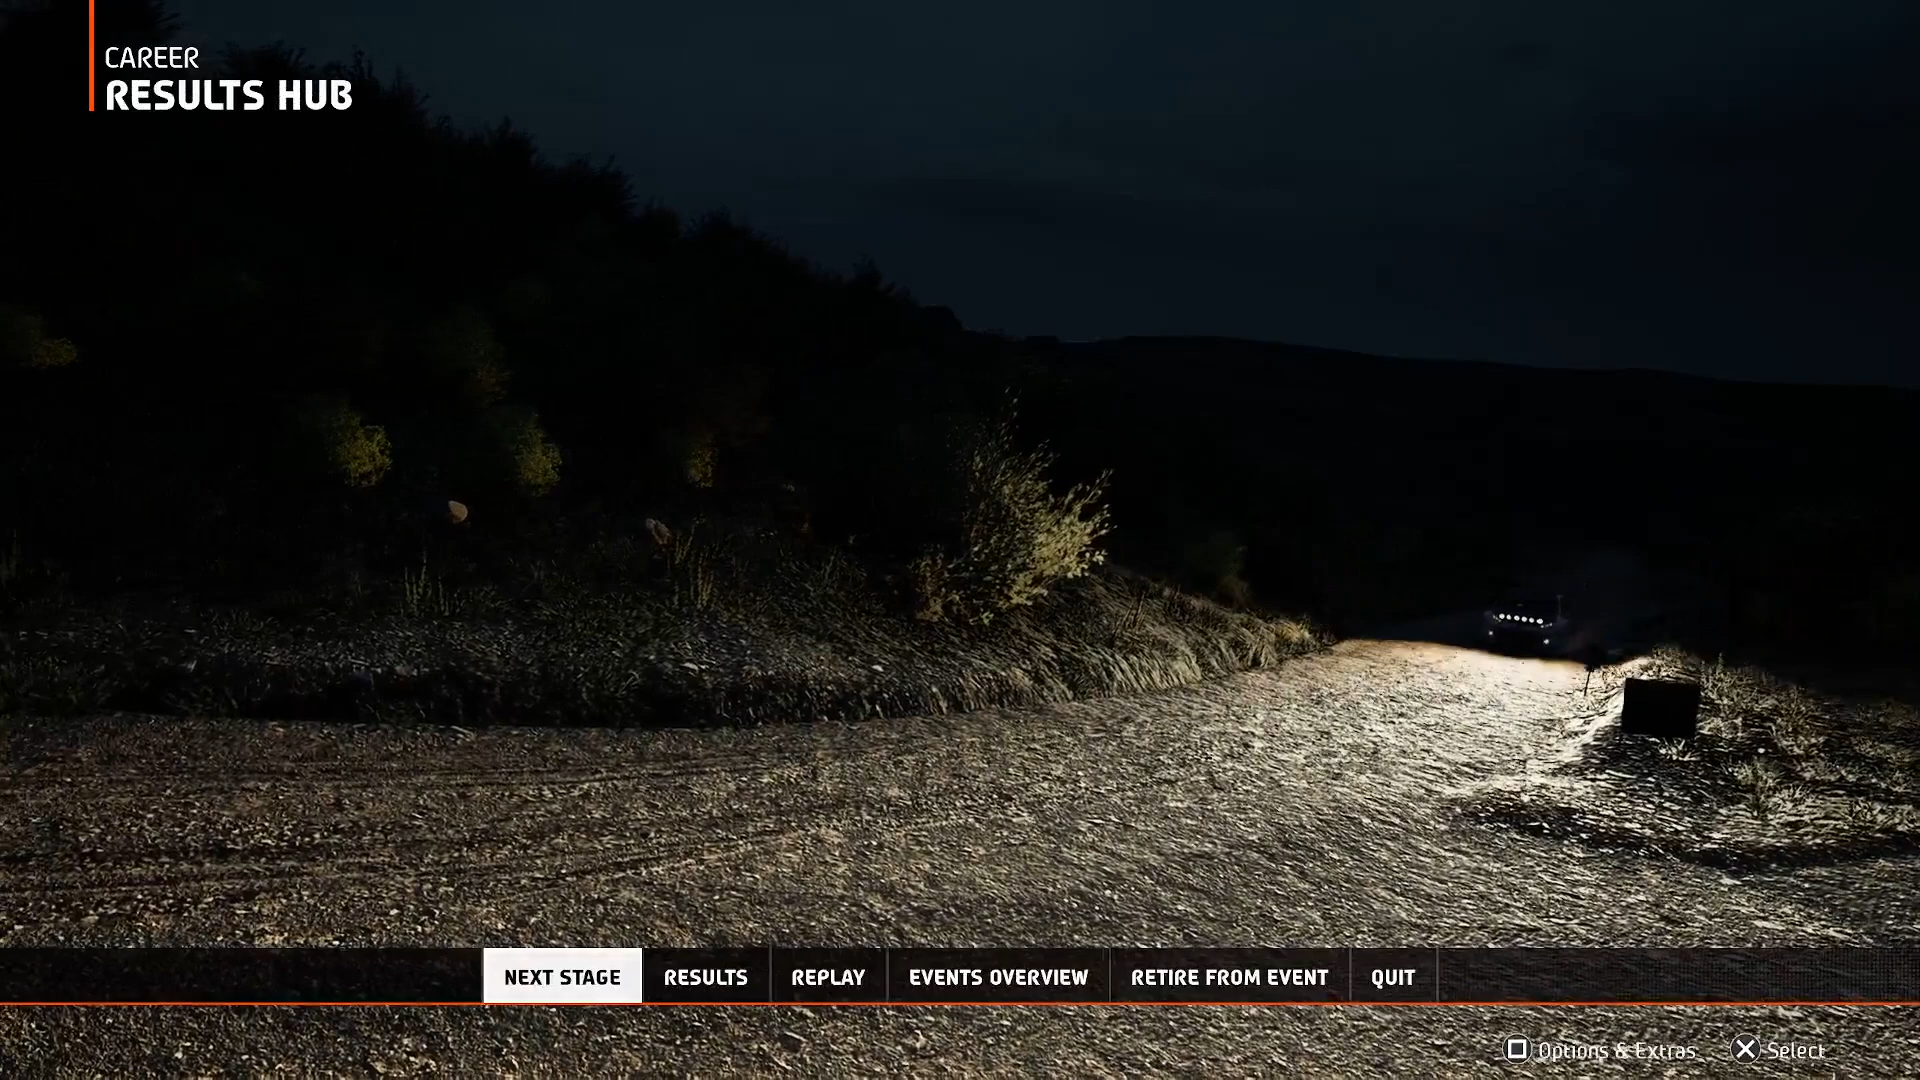 CAREER
RESULTS HUB
NEXT STAGE RESULTS REPLAY EVENTS OVERVIEW RETIRE FROM EVENT QUIT
Options & Extras Select